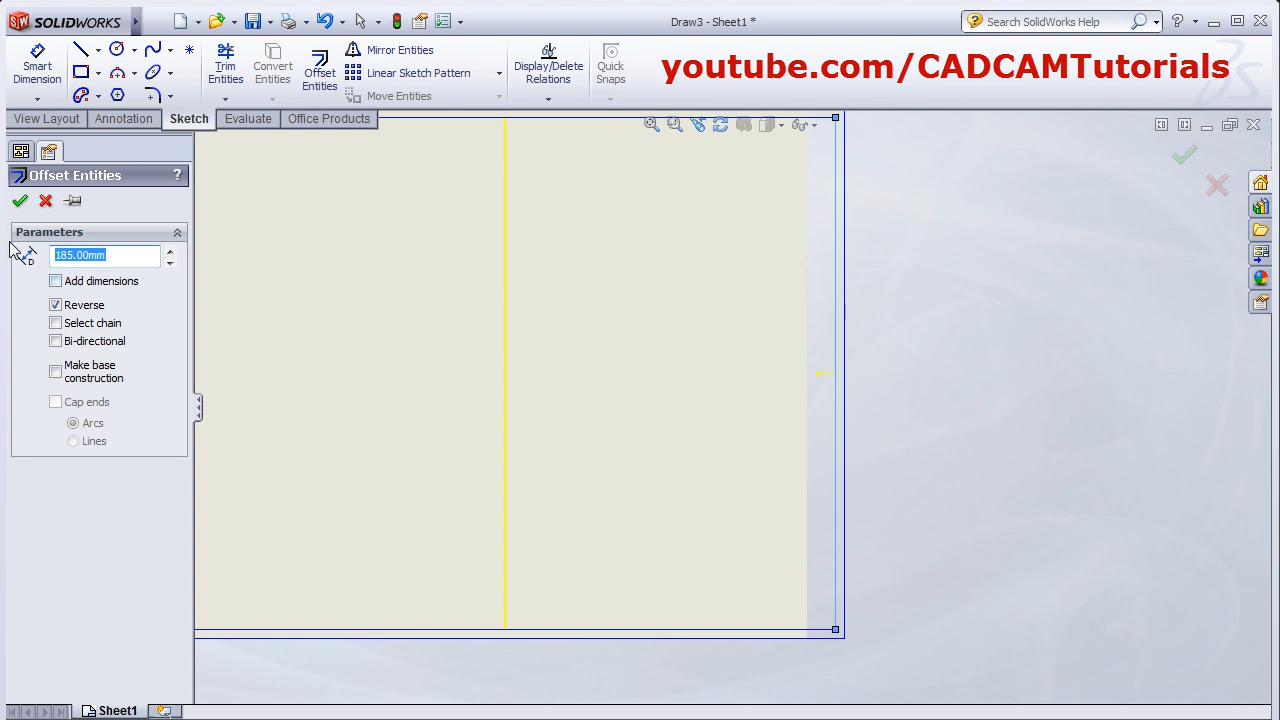 SOLIDWORKS
Draw3 - Sheet1 *
Search SolidWorks Help
Smart Dimension
Trim Entities
Convert Entities
Offset Entities
Mirror Entities
Linear Sketch Pattern
Move Entities
Display/Delete Relations
Quick Snaps
youtube.com/CADCAMTutorials
View Layout
Annotation
Sketch
Evaluate
Office Products
Offset Entities
?
Parameters
D
185.00mm
Add dimensions
Reverse
Select chain
Bi-directional
Make base
construction
Cap ends
Arcs
Lines
Sheet1